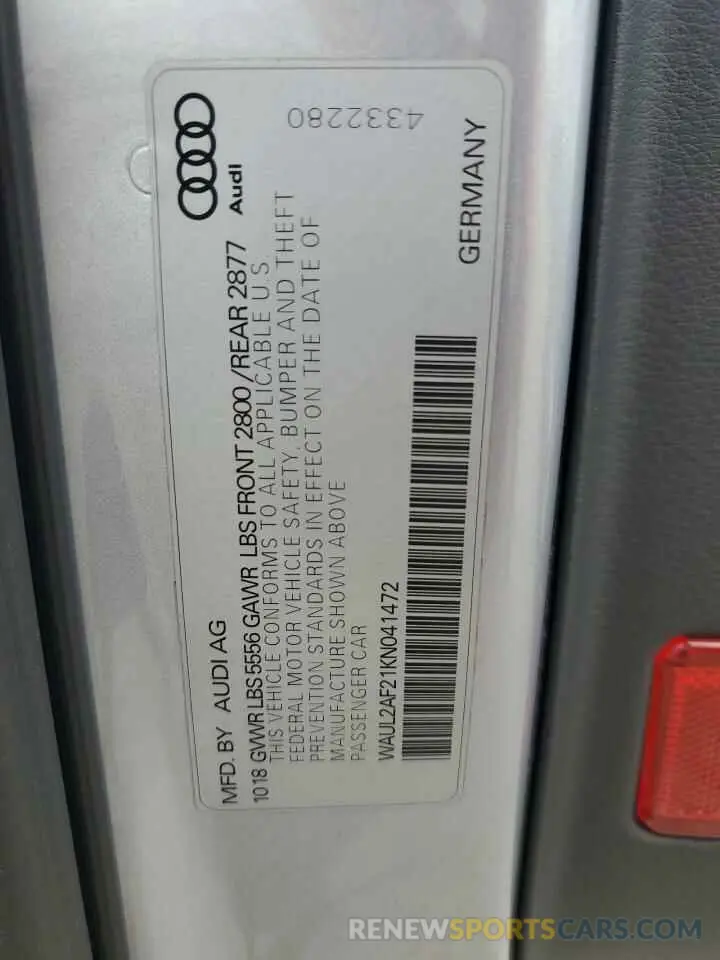 MFD. BY AUDI AG
Audi
1018 GVWR LBS 5556 GAWR LBS FRONT 2800 /REAR 2877
THIS VEHICLE CONFORMS TO ALL APPLICABLE U.S.
FEDERAL MOTOR VEHICLE SAFETY, BUMPER AND THEFT
PREVENTION STANDARDS IN EFFECT ON THE DATE OF
MANUFACTURE SHOWN ABOVE
PASSENGER CAR
WAUL2AF21KN041472
GERMANY
4332280
RENEWSPORTSCARS.COM